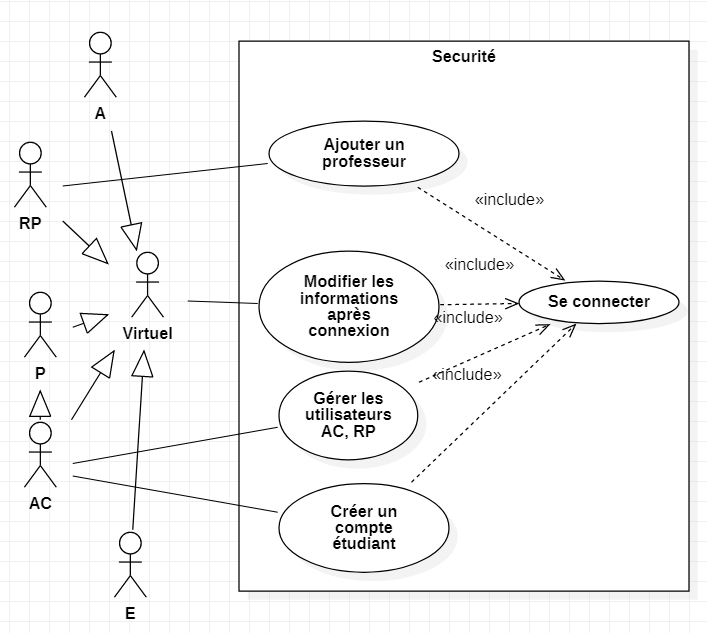 Securité
A
Ajouter un
professeur
«include»
RP
«include»
Modifier les
informations
après
connexion
Se connecter
«include»
Virtuel
P
«include»
Gérer les
utilisateurs
AC, RP
AC
Créer un
compte
étudiant
E